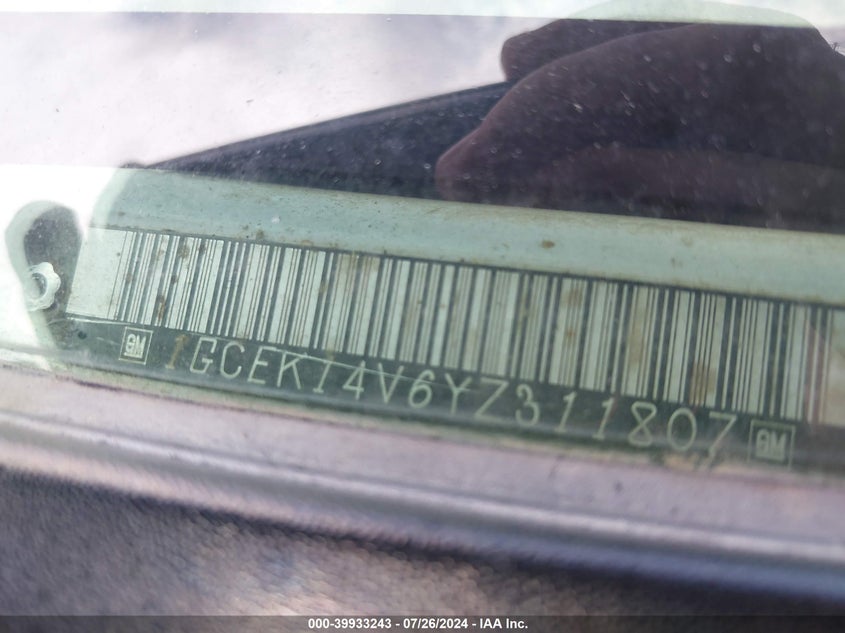 GM 1GCEK14V6YZ311807 GM
000-39933243 - 07/26/2024 - IAA Inc.